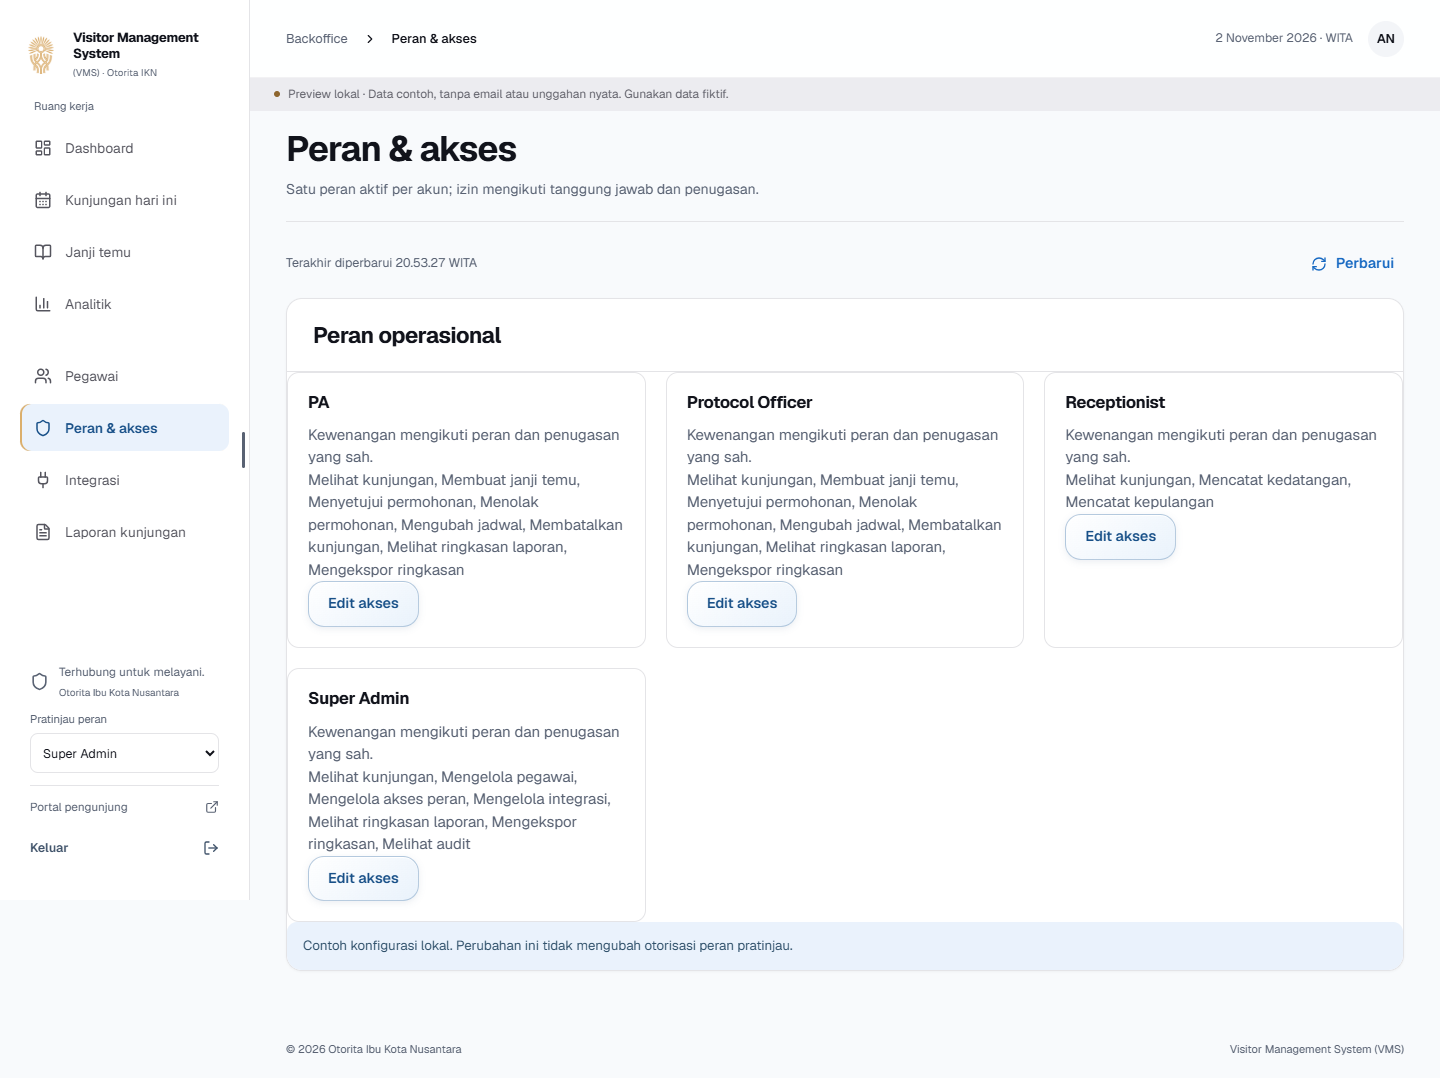 Visitor Management
System
(VMS) · Otorita IKN
Ruang kerja
Dashboard
Kunjungan hari ini
Janji temu
Analitik
Pegawai
Peran & akses
Integrasi
Laporan kunjungan
Terhubung untuk melayani.
Otorita Ibu Kota Nusantara
Pratinjau peran
Super Admin
Portal pengunjung
Keluar
Backoffice
Peran & akses
2 November 2026 · WITA
AN
Preview lokal · Data contoh, tanpa email atau unggahan nyata. Gunakan data fiktif.
Peran & akses
Satu peran aktif per akun; izin mengikuti tanggung jawab dan penugasan.
Terakhir diperbarui 20.53.27 WITA
Perbarui
Peran operasional
PA
Kewenangan mengikuti peran dan penugasan
yang sah.
Melihat kunjungan, Membuat janji temu,
Menyetujui permohonan, Menolak
permohonan, Mengubah jadwal, Membatalkan
kunjungan, Melihat ringkasan laporan,
Mengekspor ringkasan
Edit akses
Protocol Officer
Kewenangan mengikuti peran dan penugasan
yang sah.
Melihat kunjungan, Membuat janji temu,
Menyetujui permohonan, Menolak
permohonan, Mengubah jadwal, Membatalkan
kunjungan, Melihat ringkasan laporan,
Mengekspor ringkasan
Edit akses
Receptionist
Kewenangan mengikuti peran dan penugasan
yang sah.
Melihat kunjungan, Mencatat kedatangan,
Mencatat kepulangan
Edit akses
Super Admin
Kewenangan mengikuti peran dan penugasan
yang sah.
Melihat kunjungan, Mengelola pegawai,
Mengelola akses peran, Mengelola integrasi,
Melihat ringkasan laporan, Mengekspor
ringkasan, Melihat audit
Edit akses
Contoh konfigurasi lokal. Perubahan ini tidak mengubah otorisasi peran pratinjau.
© 2026 Otorita Ibu Kota Nusantara
Visitor Management System (VMS)